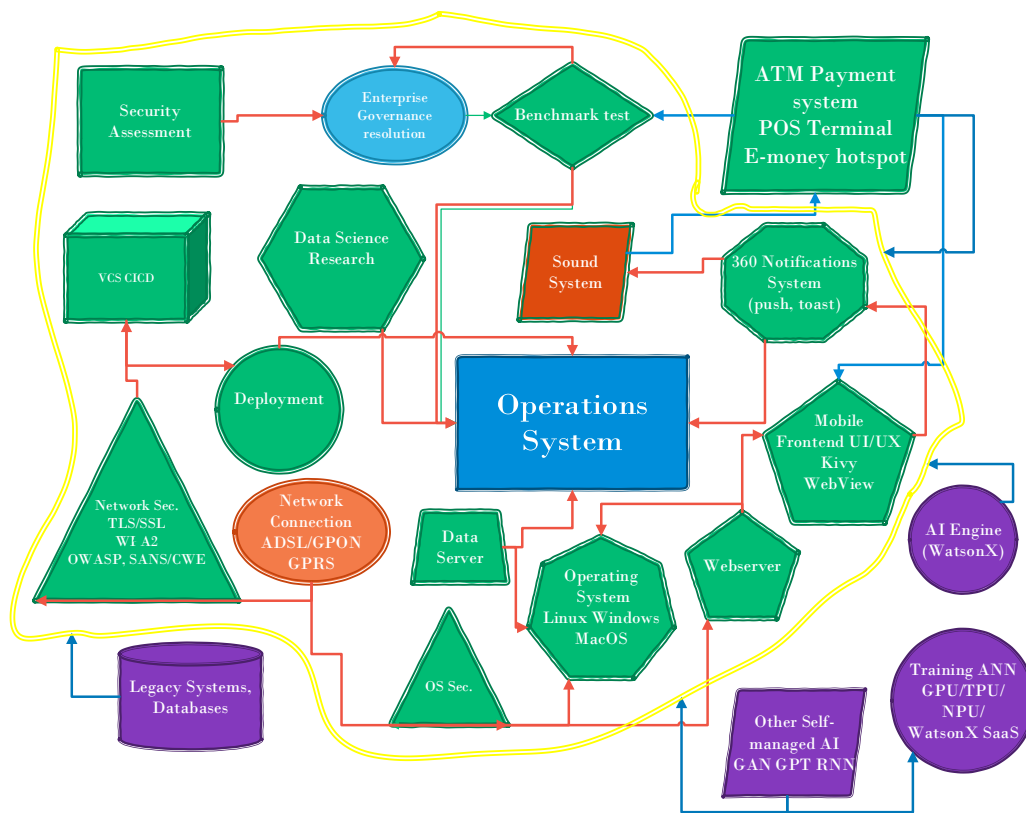 Security
Assessment
Enterprise
Governance
resolution
Benchmark test
ATM Payment
system
POS Terminal
E-money hotspot
VCS CICD
Data Science
Research
Sound
System
360 Notifications
System
(push, toast)
Deployment
Operations
System
Mobile
Frontend UI/UX
Kivy
WebView
Network Sec.
TLS/SSL
WI A2
OWASP, SANS/CWE
Network
Connection
ADSL/GPON
GPRS
Data
Server
Operating
System
Linux Windows
MacOS
Webserver
AI Engine
(WatsonX)
Legacy Systems,
Databases
OS Sec.
Other Self-
managed AI
GAN GPT RNN
Training ANN
GPU/TPU/
NPU/
WatsonX SaaS